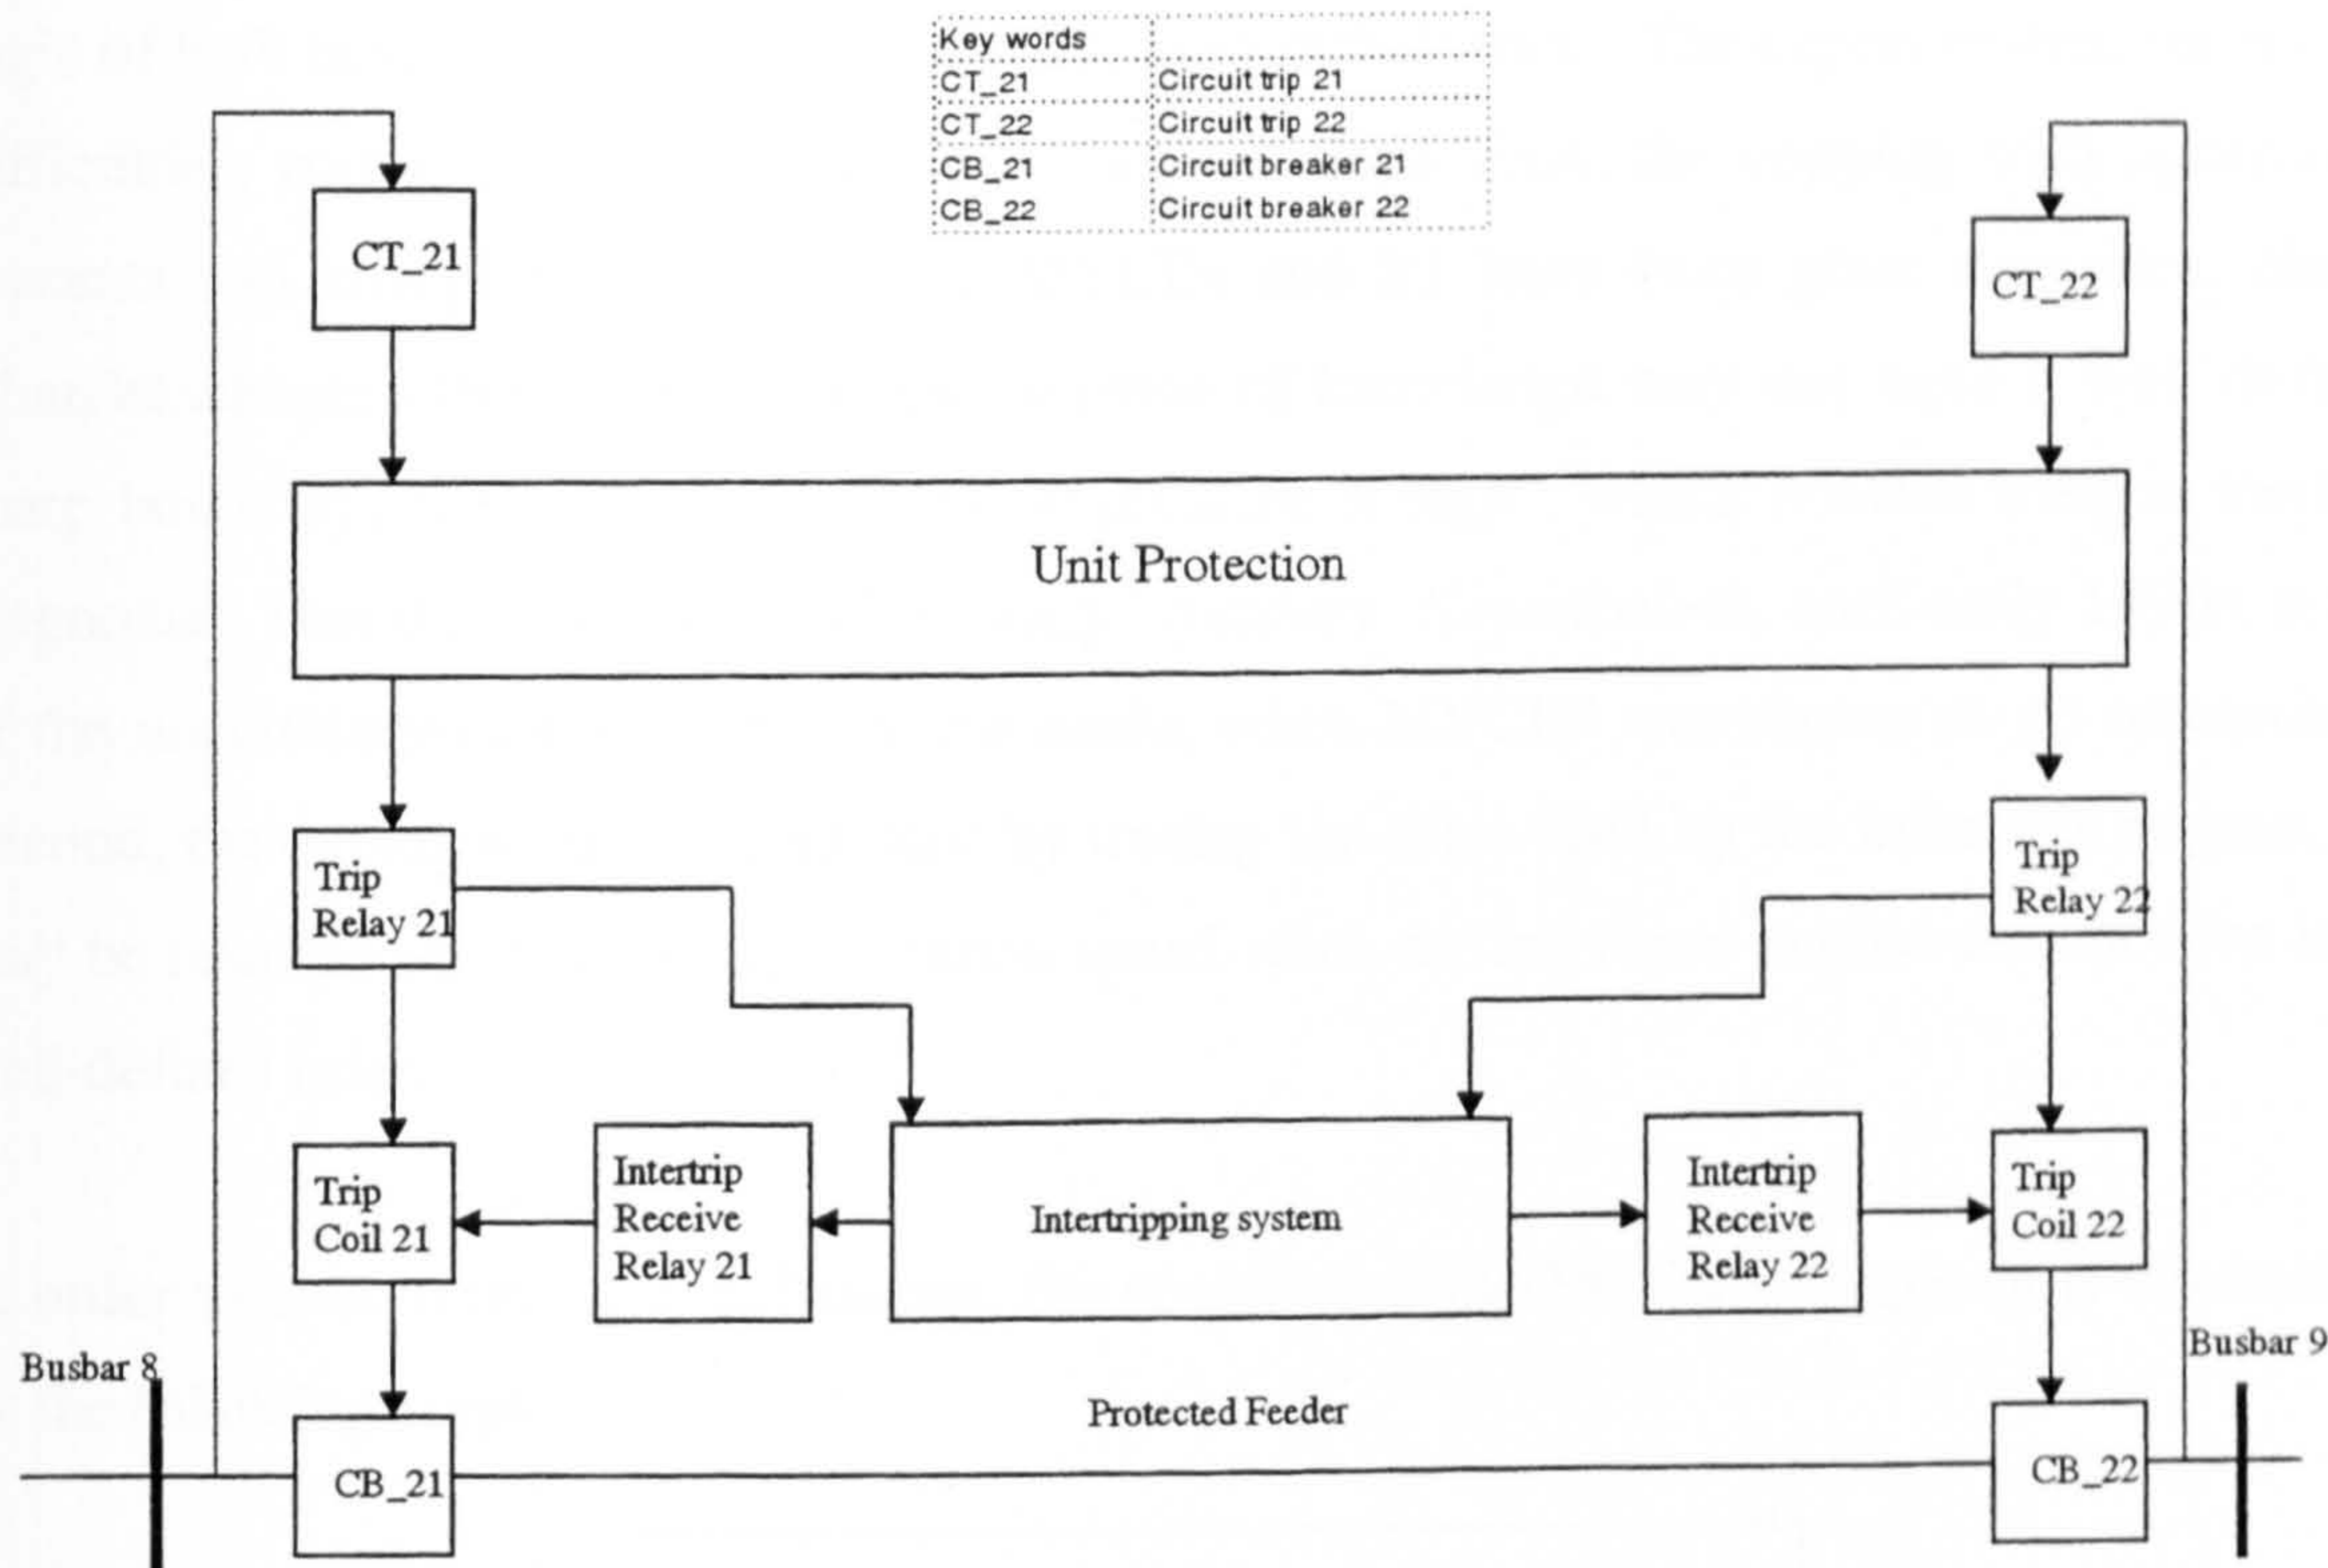 Key words
CT_21 Circuit trip 21
CT_22 Circuit trip 22
CB_21 Circuit breaker 21
CB_22 Circuit breaker 22
CT_21
CT_22
Unit Protection
Trip
Relay 21
Trip
Relay 22
Trip
Coil 21
Intertrip
Receive
Relay 21
Intertripping system
Intertrip
Receive
Relay 22
Trip
Coil 22
Busbar 8
Busbar 9
Protected Feeder
CB_21
CB_22